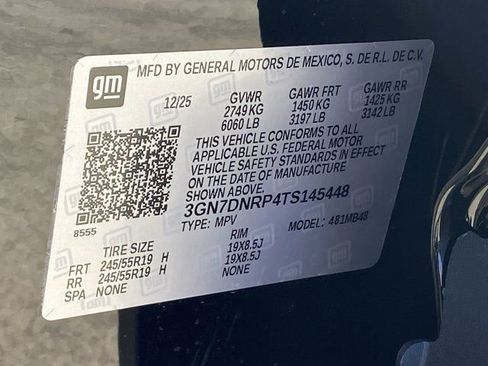 gm
MFD BY GENERAL MOTORS DE MEXICO, S. DE R.L. DE C.V.
12/25 GVWR GAWR FRT GAWR RR
2749 KG 1450 KG 1425 KG
6060 LB 3197 LB 3142 LB
THIS VEHICLE CONFORMS TO ALL
APPLICABLE U.S. FEDERAL MOTOR
VEHICLE SAFETY STANDARDS IN EFFECT
ON THE DATE OF MANUFACTURE
SHOWN ABOVE.
3GN7DNRP4TS145448
8555 TYPE: MPV MODEL: 481MB48
TIRE SIZE RIM
FRT 245/55R19 H 19X8.5J
RR 245/55R19 H 19X8.5J
SPA NONE NONE